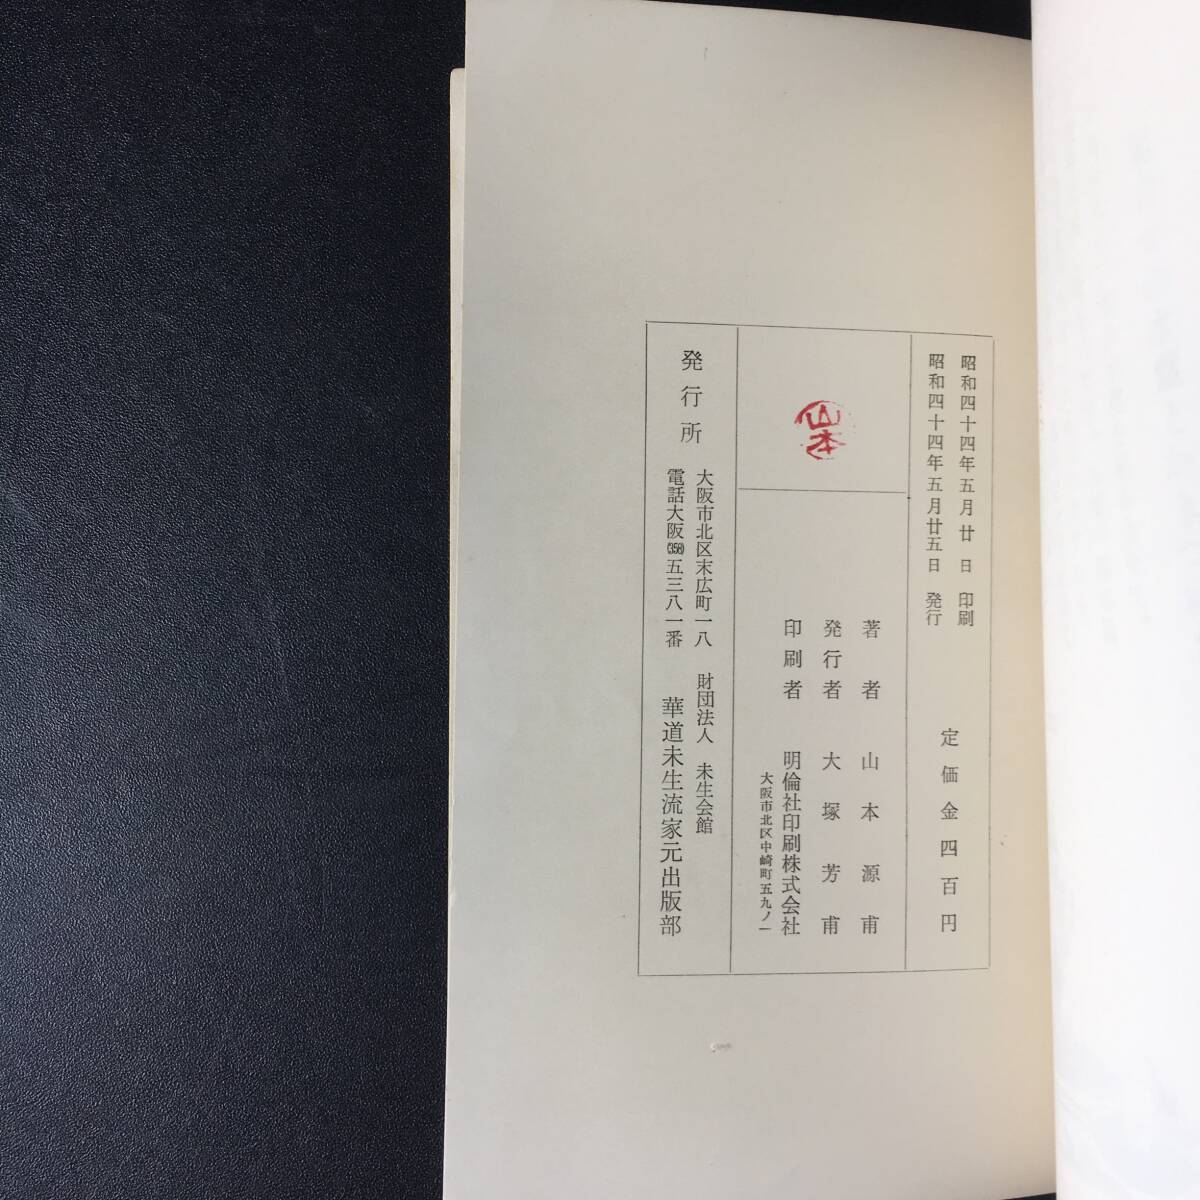 昭和四十四年五月廿日 印刷
昭和四十四年五月廿五日 発行
定価金四百円
山本
著者 山本源甫
発行者 大塚芳甫
印刷者 明倫社印刷株式会社
大阪市北区中崎町五九ノ一
発行所
大阪市北区末広町一八 財団法人 未生会館
電話大阪(358)五三八一番 華道未生流家元出版部